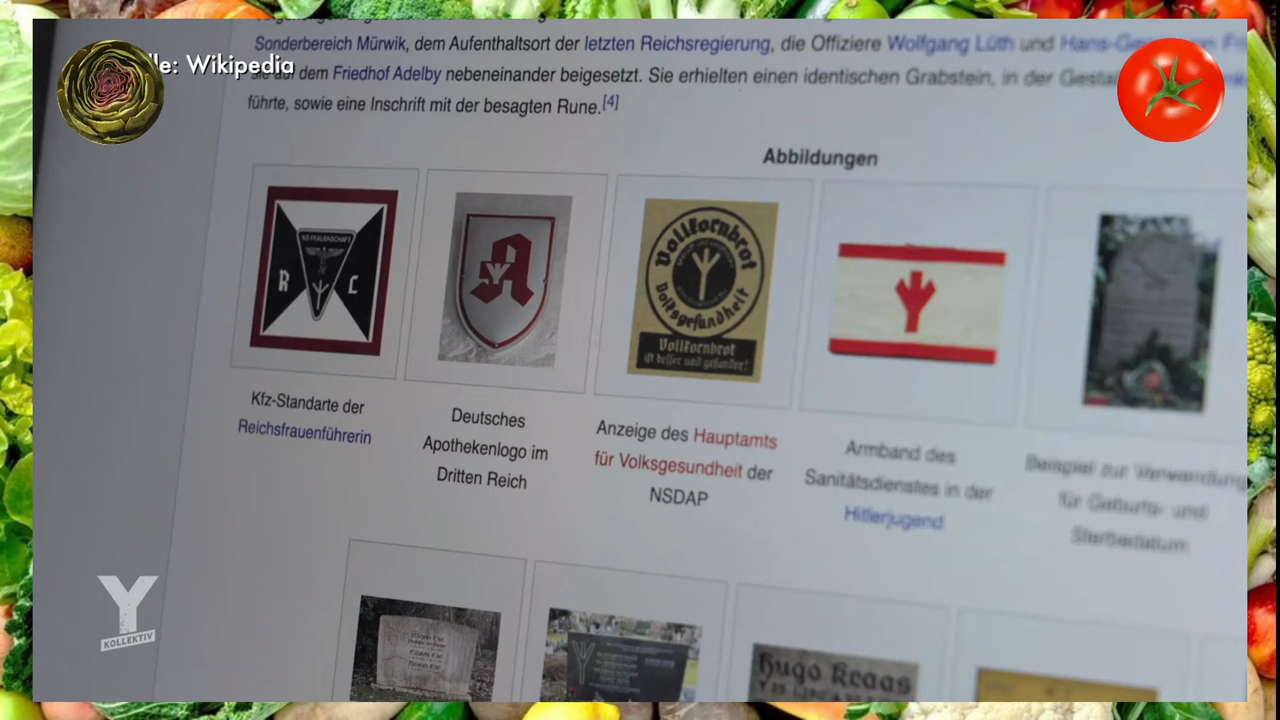 Sonderbereich Mürwik, dem Aufenthaltsort der letzten Reichsregierung, die Offiziere Wolfgang Lüth und
le: Wikipedia
auf dem Friedhof Adelby nebeneinander beigesetzt. Sie erhielten einen identischen Grabstein, in der
führte, sowie eine Inschrift mit der besagten Rune.[4]
Abbildungen
NS FRAUENSCHAFT
R L
A
Vollkornbrot
Volksgesundheit
Vollkornbrot
ist besser und gesünder!
Kfz-Standarte der
Reichsfrauenführerin
Deutsches
Apothekenlogo im
Dritten Reich
Anzeige des Hauptamts
für Volksgesundheit der
NSDAP
Armband des
Sanitätsdienstes in der
Hitlerjugend
Beispiel zur Verwendung
für Geburts- und
Sterbedatum
Hugo Kraas
Y
KOLLEKTIV